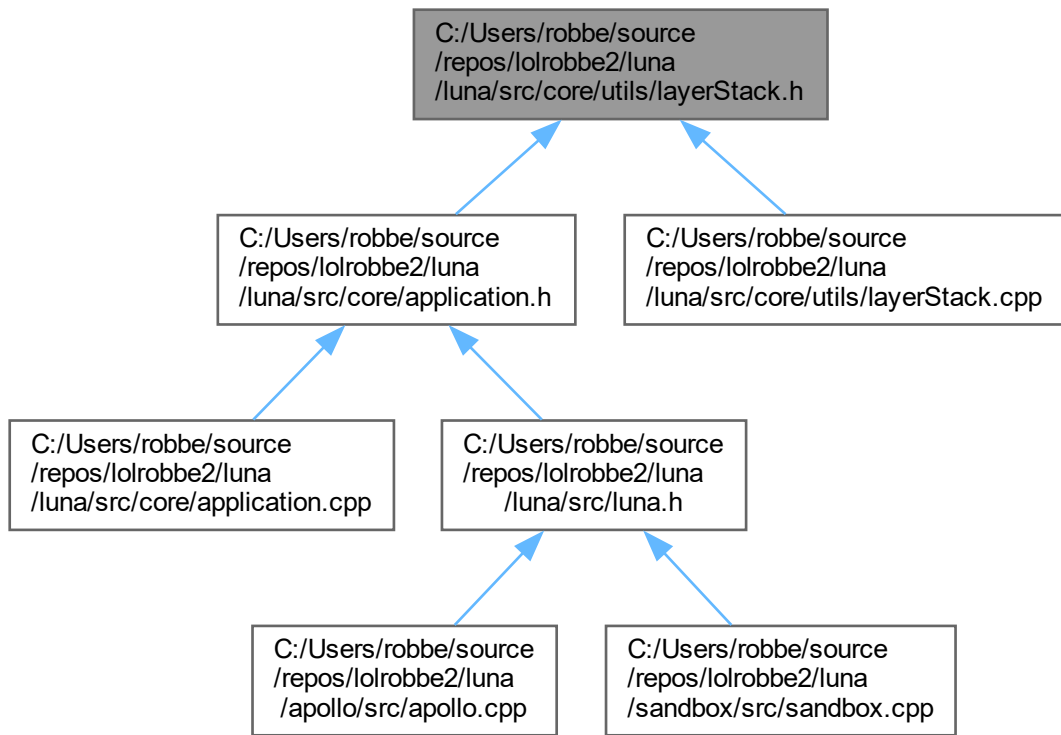 C:/Users/robbe/source
/repos/lolrobbe2/luna
/luna/src/core/utils/layerStack.h
C:/Users/robbe/source
/repos/lolrobbe2/luna
/luna/src/core/application.h
C:/Users/robbe/source
/repos/lolrobbe2/luna
/luna/src/core/utils/layerStack.cpp
C:/Users/robbe/source
/repos/lolrobbe2/luna
/luna/src/core/application.cpp
C:/Users/robbe/source
/repos/lolrobbe2/luna
/luna/src/luna.h
C:/Users/robbe/source
/repos/lolrobbe2/luna
/apollo/src/apollo.cpp
C:/Users/robbe/source
/repos/lolrobbe2/luna
/sandbox/src/sandbox.cpp